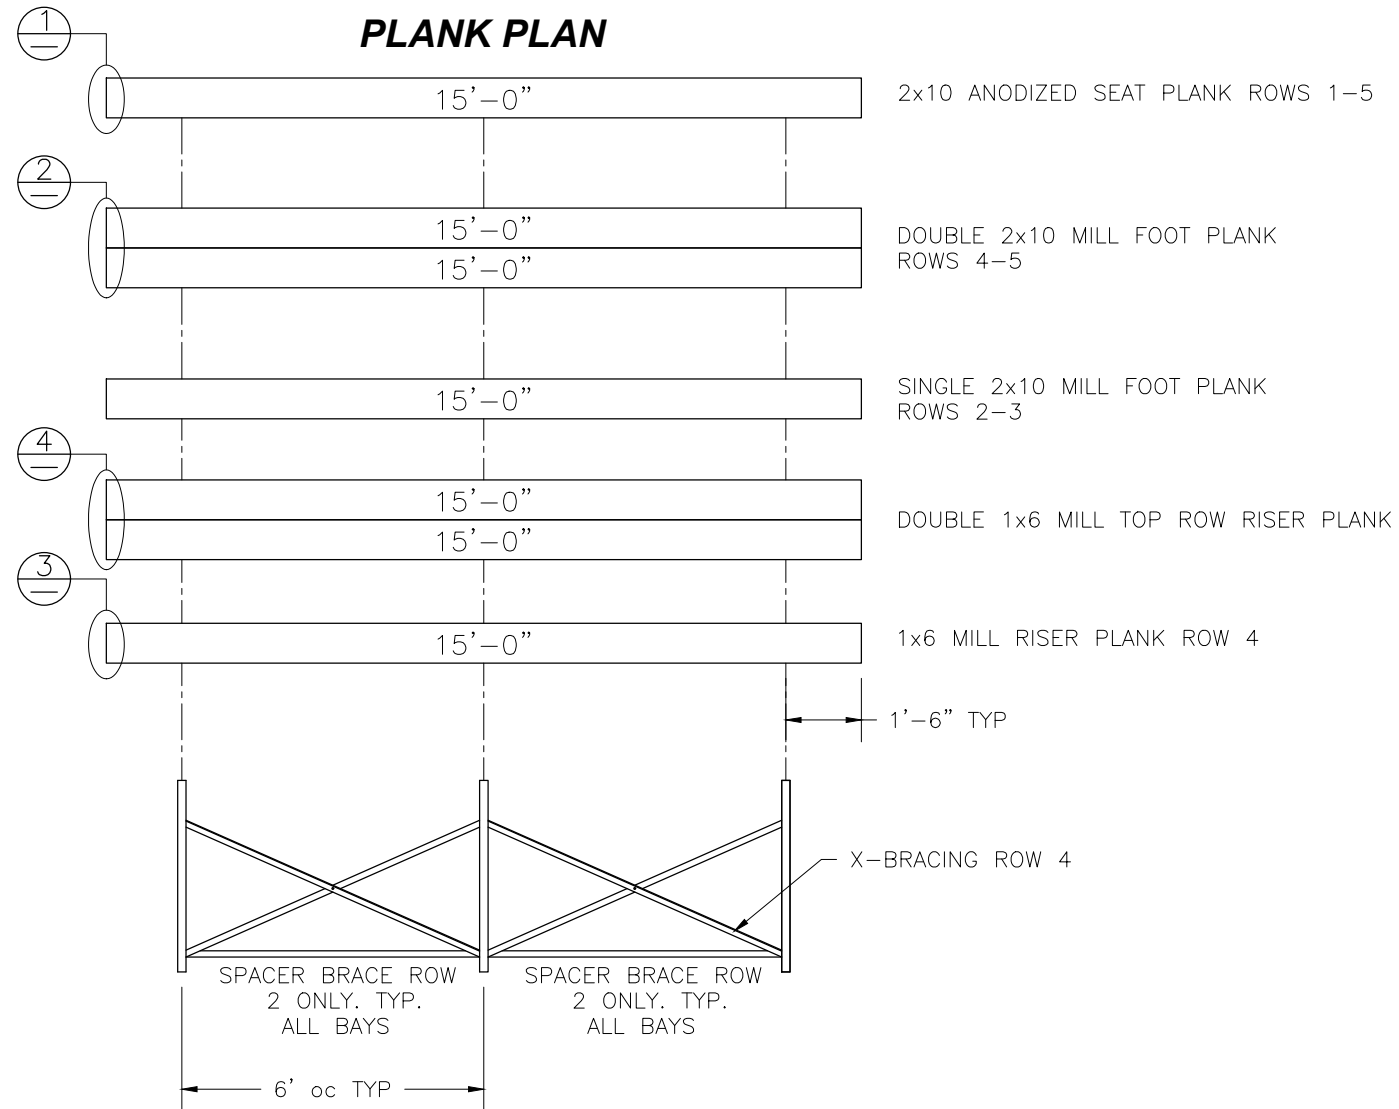 PLANK PLAN
1
15'-0"
2x10 ANODIZED SEAT PLANK ROWS 1-5
2
15'-0"
15'-0"
DOUBLE 2x10 MILL FOOT PLANK
ROWS 4-5
15'-0"
SINGLE 2x10 MILL FOOT PLANK
ROWS 2-3
4
15'-0"
15'-0"
DOUBLE 1x6 MILL TOP ROW RISER PLANK
3
15'-0"
1x6 MILL RISER PLANK ROW 4
1'-6" TYP
X-BRACING ROW 4
SPACER BRACE ROW
2 ONLY. TYP.
ALL BAYS
SPACER BRACE ROW
2 ONLY. TYP.
ALL BAYS
6' oc TYP